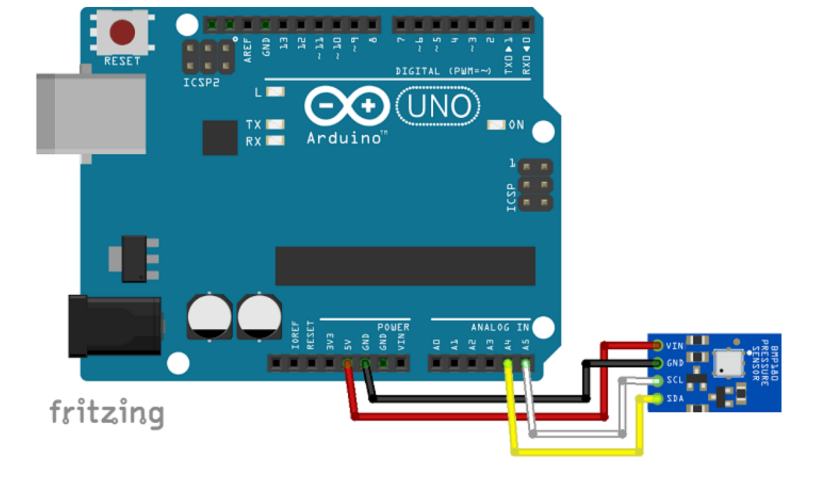 RESET
ICSP2
AREF
GND
13
12
~11
~10
~9
8
7
~6
~5
4
~3
2
TX0▶1
RX0◀0
DIGITAL (PWM=~)
L
TX
RX
Arduino™
UNO
ON
1
ICSP
IOREF
RESET
3V3
5V
GND
GND
VIN
POWER
A0
A1
A2
A3
A4
A5
ANALOG IN
VIN
GND
SCL
SDA
BMP180
PRESSURE
SENSOR
fritzing